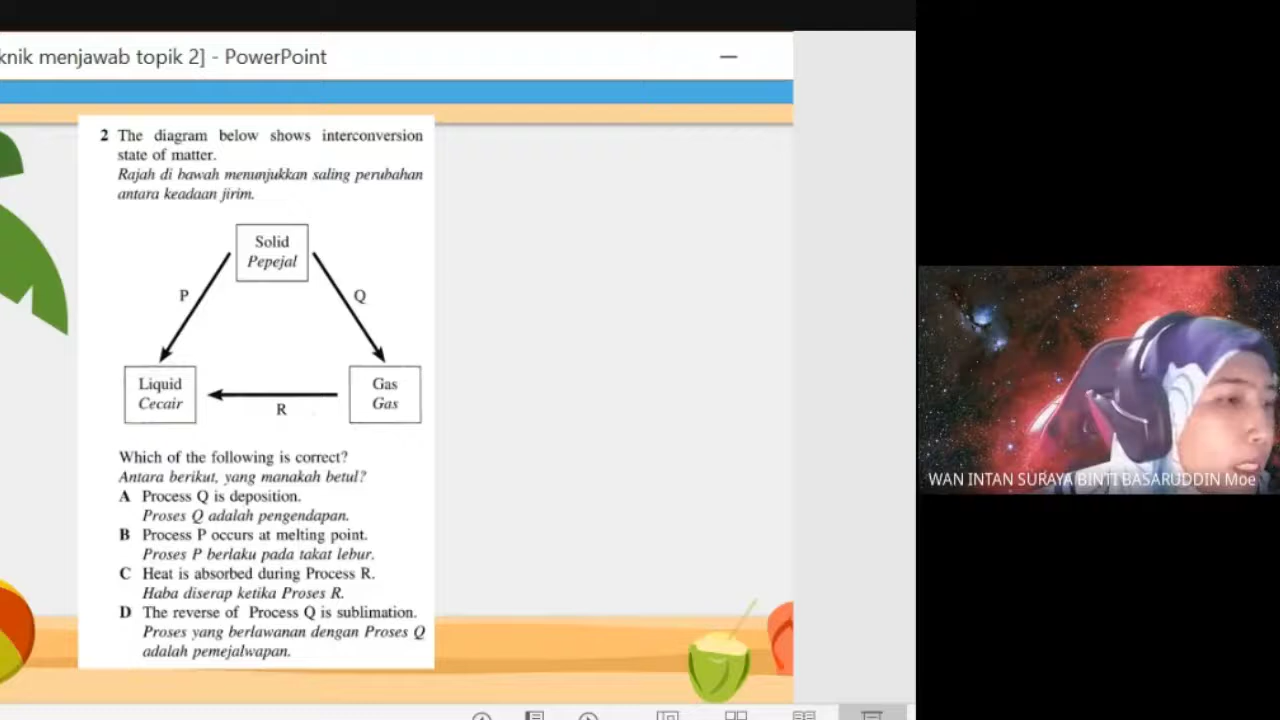 knik menjawab topik 2] - PowerPoint
2 The diagram below shows interconversion
state of matter.
Rajah di bawah menunjukkan saling perubahan
antara keadaan jirim.
Solid
Pepejal
P
Q
Liquid
Cecair
Gas
Gas
R
Which of the following is correct?
Antara berikut, yang manakah betul?
A Process Q is deposition.
Proses Q adalah pengendapan.
B Process P occurs at melting point.
Proses P berlaku pada takat lebur.
C Heat is absorbed during Process R.
Haba diserap ketika Proses R.
D The reverse of Process Q is sublimation.
Proses yang berlawanan dengan Proses Q
adalah pemejalwapan.
WAN INTAN SURAYA BINTI BASARUDDIN Moe